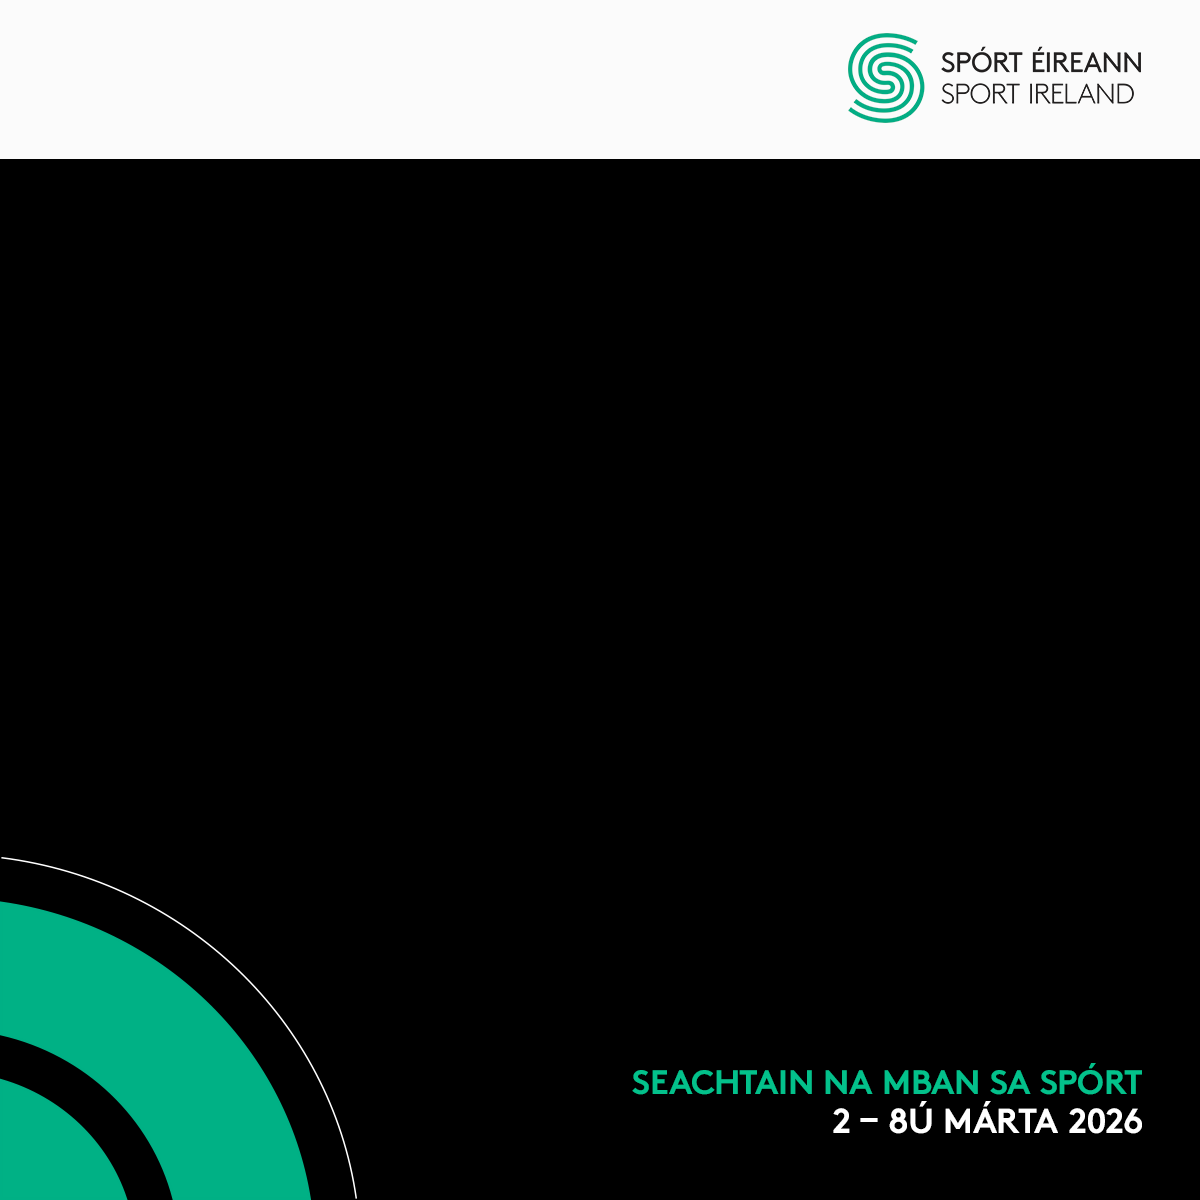 SPÓRT ÉIREANN
SPORT IRELAND
SEACHTAIN NA MBAN SA SPÓRT
2 – 8Ú MÁRTA 2026